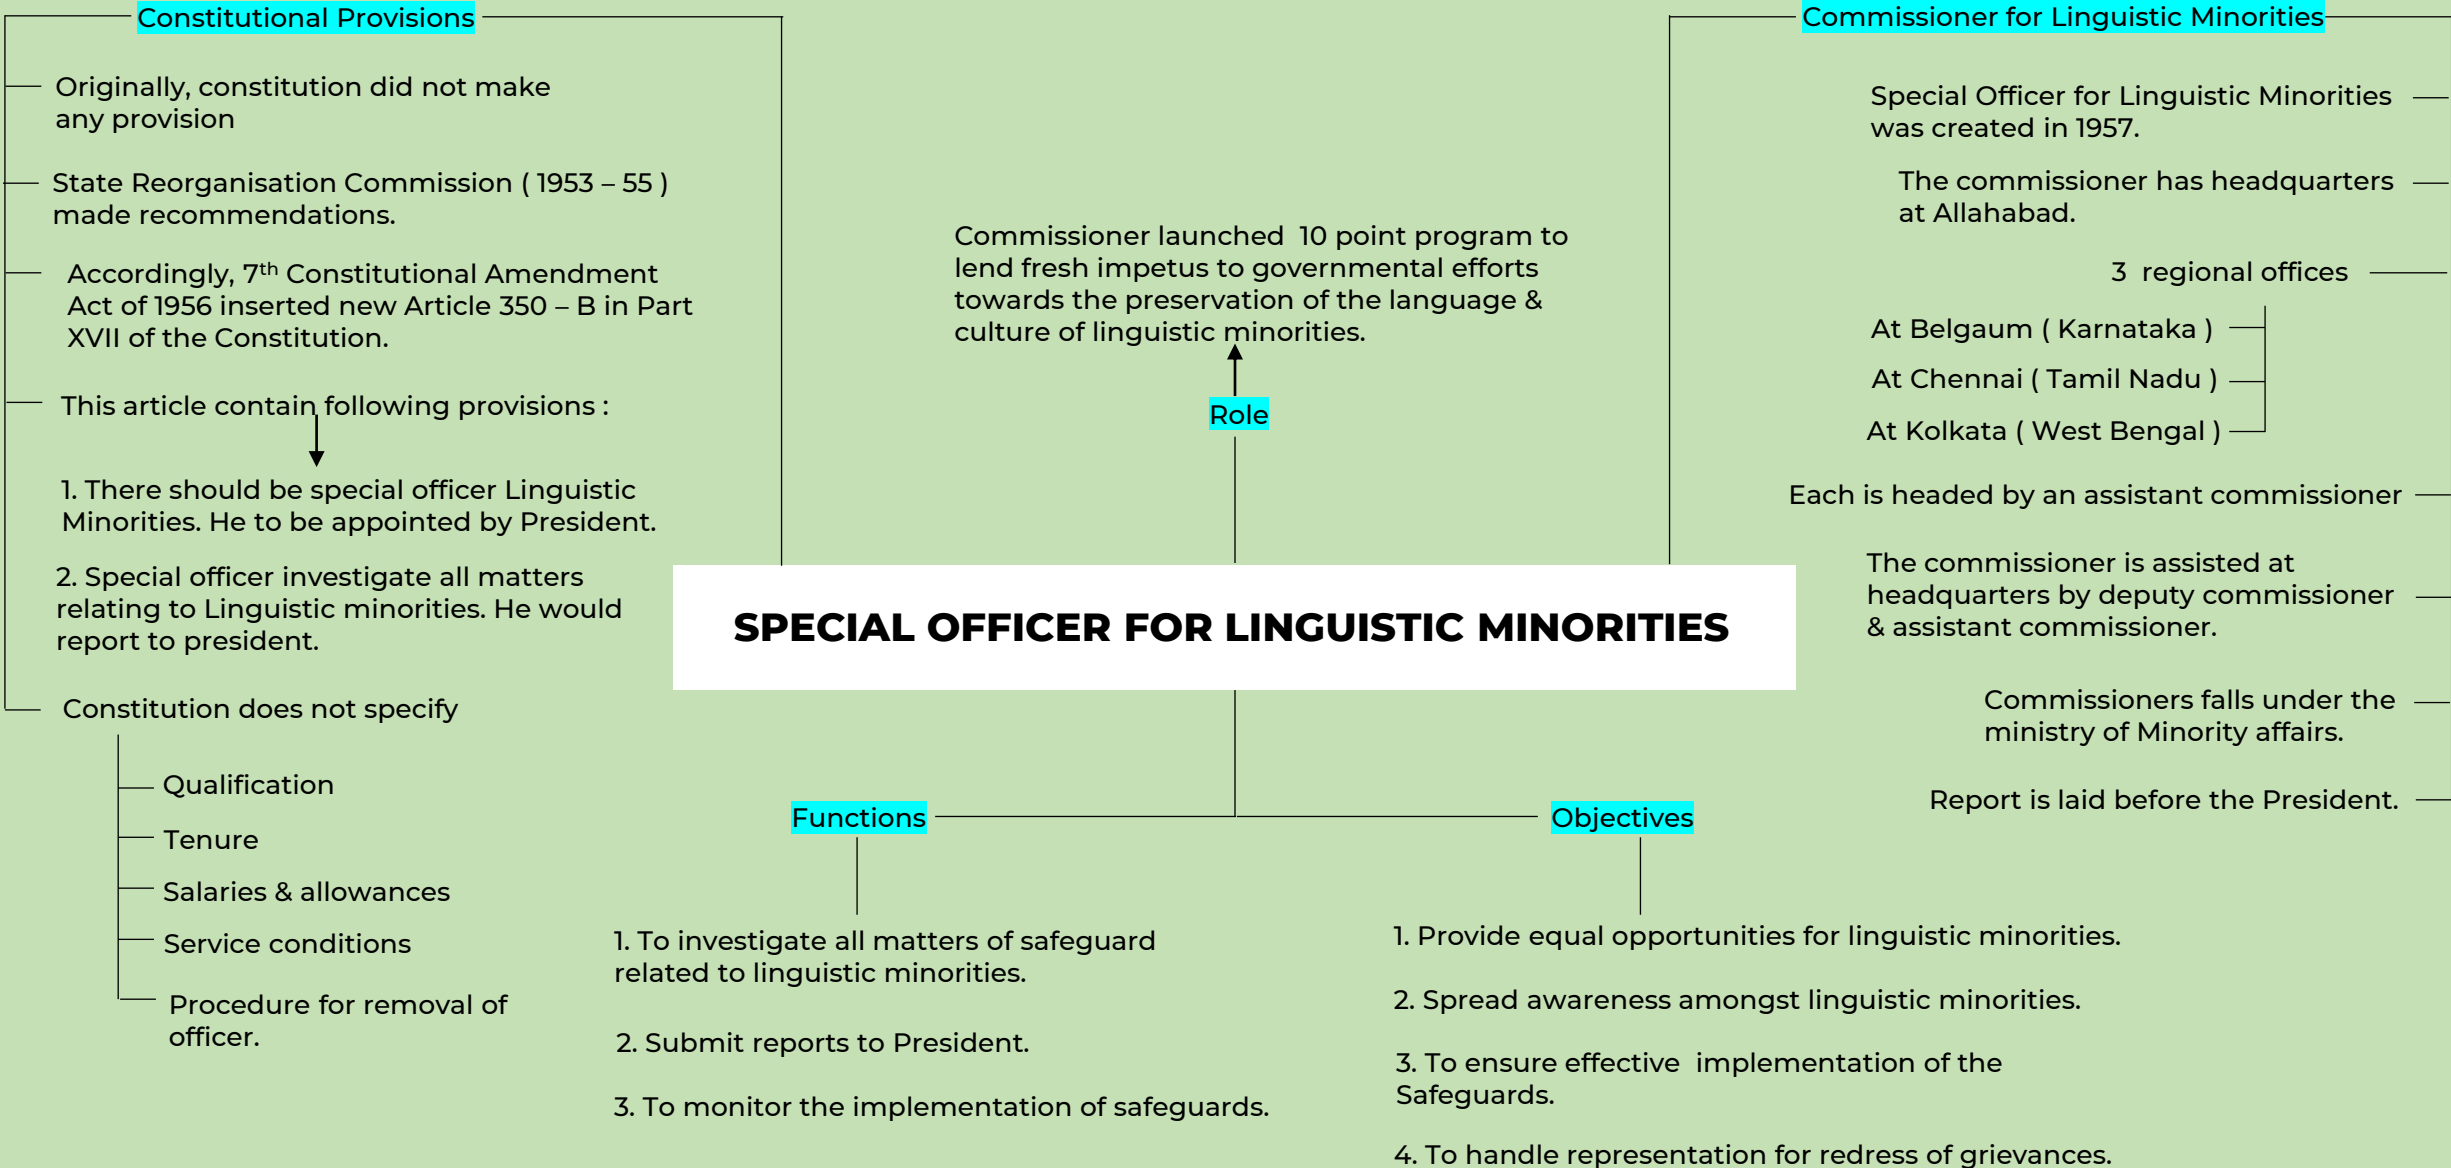 Constitutional Provisions
Originally, constitution did not make
any provision
State Reorganisation Commission ( 1953 – 55 )
made recommendations.
Accordingly, 7th Constitutional Amendment
Act of 1956 inserted new Article 350 – B in Part
XVII of the Constitution.
This article contain following provisions :
1. There should be special officer Linguistic
Minorities. He to be appointed by President.
2. Special officer investigate all matters
relating to Linguistic minorities. He would
report to president.
Constitution does not specify
Qualification
Tenure
Salaries & allowances
Service conditions
Procedure for removal of
officer.
Commissioner launched 10 point program to
lend fresh impetus to governmental efforts
towards the preservation of the language &
culture of linguistic minorities.
Role
SPECIAL OFFICER FOR LINGUISTIC MINORITIES
Functions
1. To investigate all matters of safeguard
related to linguistic minorities.
2. Submit reports to President.
3. To monitor the implementation of safeguards.
Objectives
1. Provide equal opportunities for linguistic minorities.
2. Spread awareness amongst linguistic minorities.
3. To ensure effective implementation of the
Safeguards.
4. To handle representation for redress of grievances.
Commissioner for Linguistic Minorities
Special Officer for Linguistic Minorities
was created in 1957.
The commissioner has headquarters
at Allahabad.
3 regional offices
At Belgaum ( Karnataka )
At Chennai ( Tamil Nadu )
At Kolkata ( West Bengal )
Each is headed by an assistant commissioner
The commissioner is assisted at
headquarters by deputy commissioner
& assistant commissioner.
Commissioners falls under the
ministry of Minority affairs.
Report is laid before the President.